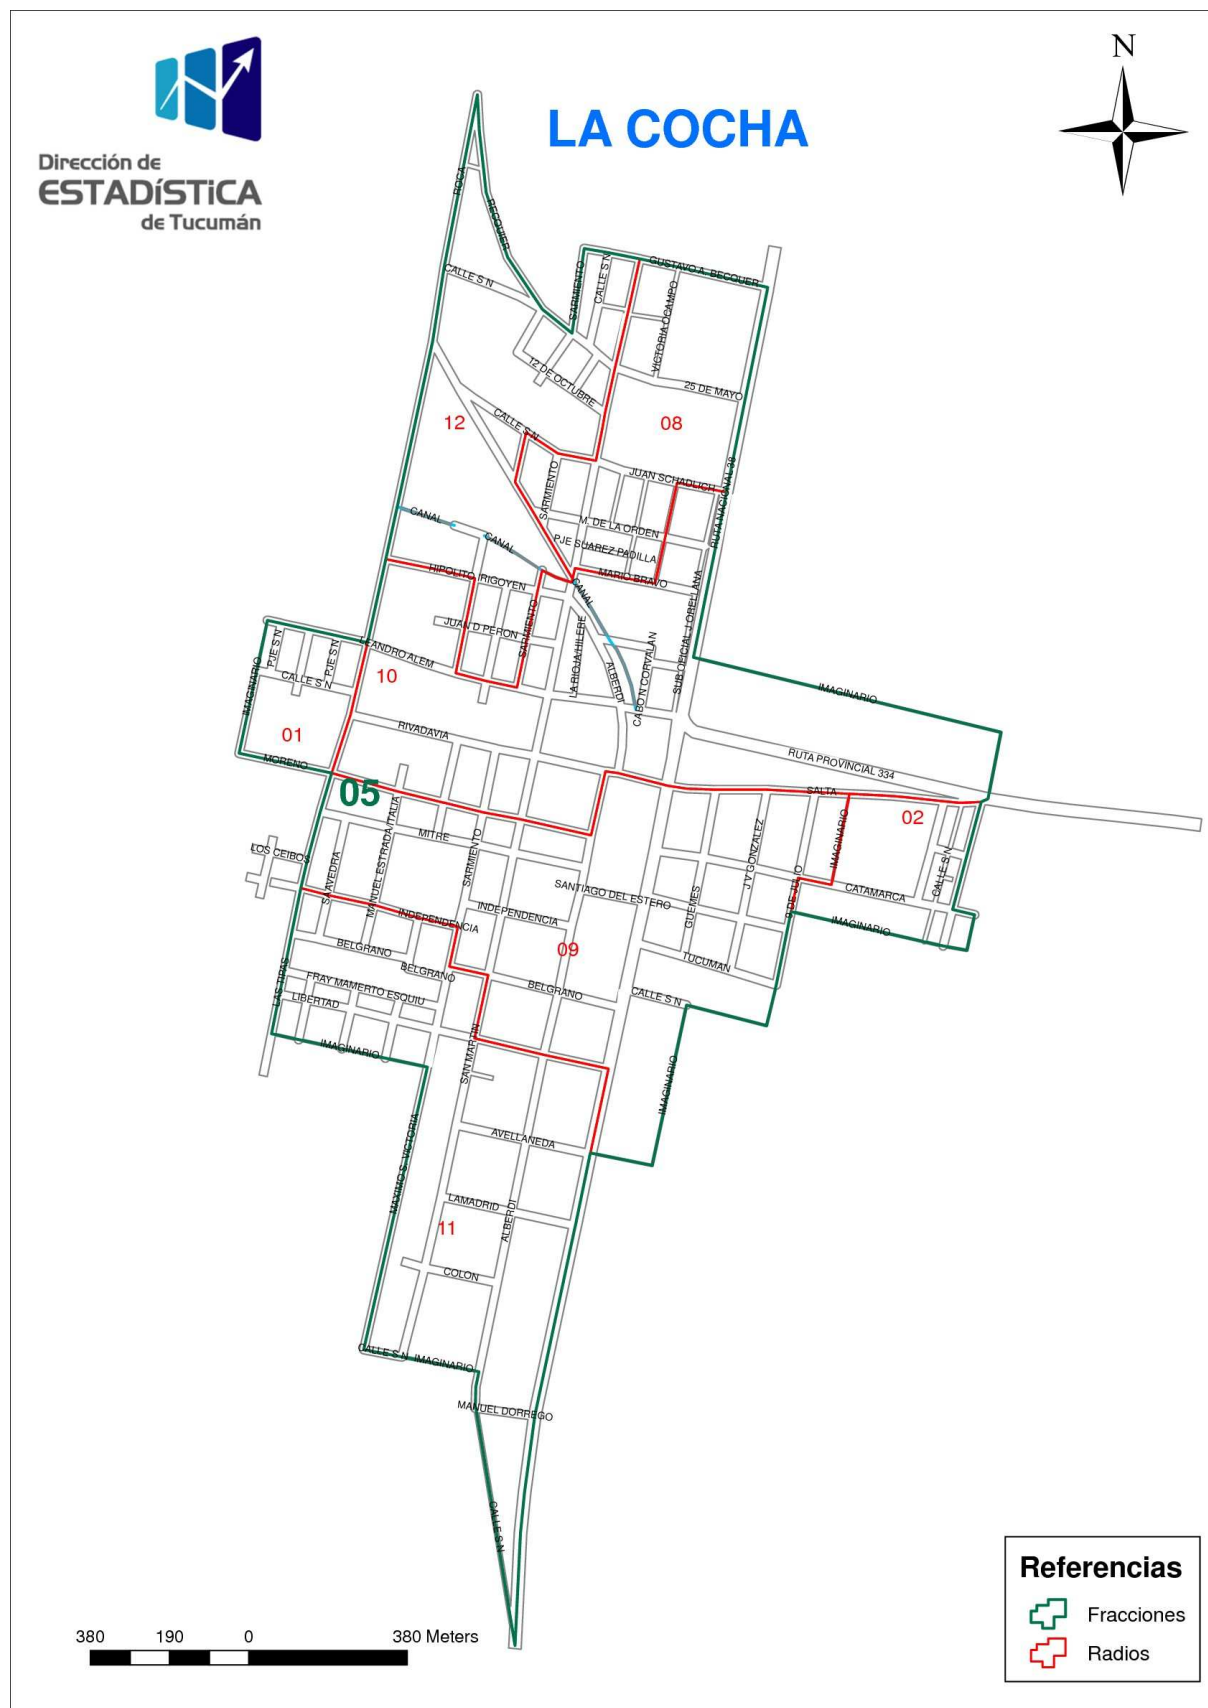 Dirección de
ESTADíSTiCA
de Tucumán
LA COCHA
N
ROCA
RECQUIER
CALLE S N
SARMIENTO
CALLE S N
GUSTAVO A. BECQUER
VICTORIA OCAMPO
12 DE OCTUBRE
25 DE MAYO
12
08
CALLE S N
SARMIENTO
JUAN SCHADLICH
RUTA NACIONAL 38
M. DE LA ORDEN
PJE SUAREZ PADILLA
MARIO BRAVO
CANAL
CANAL
CANAL
HIPOLITO IRIGOYEN
JUAN D PERON
SARMIENTO
LA RIOJA/HILERE
ALBERDI
CABO N CORVALAN
SUB OFICIAL J ORELLANA
PJE S N
PJE S N
LEANDRO ALEM
CALLE S N
IMAGINARIO
10
01
MORENO
RIVADAVIA
IMAGINARIO
RUTA PROVINCIAL 334
SALTA
05
02
IMAGINARIO
MITRE
MANUEL ESTRADA/ITALIA
SARMIENTO
LOS CEIBOS
SAAVEDRA
J V GONZALEZ
CALLE S N
SANTIAGO DEL ESTERO
GUEMES
9 DE JULIO
CATAMARCA
IMAGINARIO
INDEPENDENCIA
INDEPENDENCIA
09
BELGRANO
BELGRANO
BELGRANO
TUCUMAN
LAS TIPAS
FRAY MAMERTO ESQUIU
LIBERTAD
CALLE S N
IMAGINARIO
SAN MARTIN
IMAGINARIO
AVELLANEDA
MAXIMO S. VICTORIA
LAMADRID
ALBERDI
11
COLON
CALLE S N
IMAGINARIO
MANUEL DORREGO
CALLE S N
380 190 0 380 Meters
Referencias
Fracciones
Radios